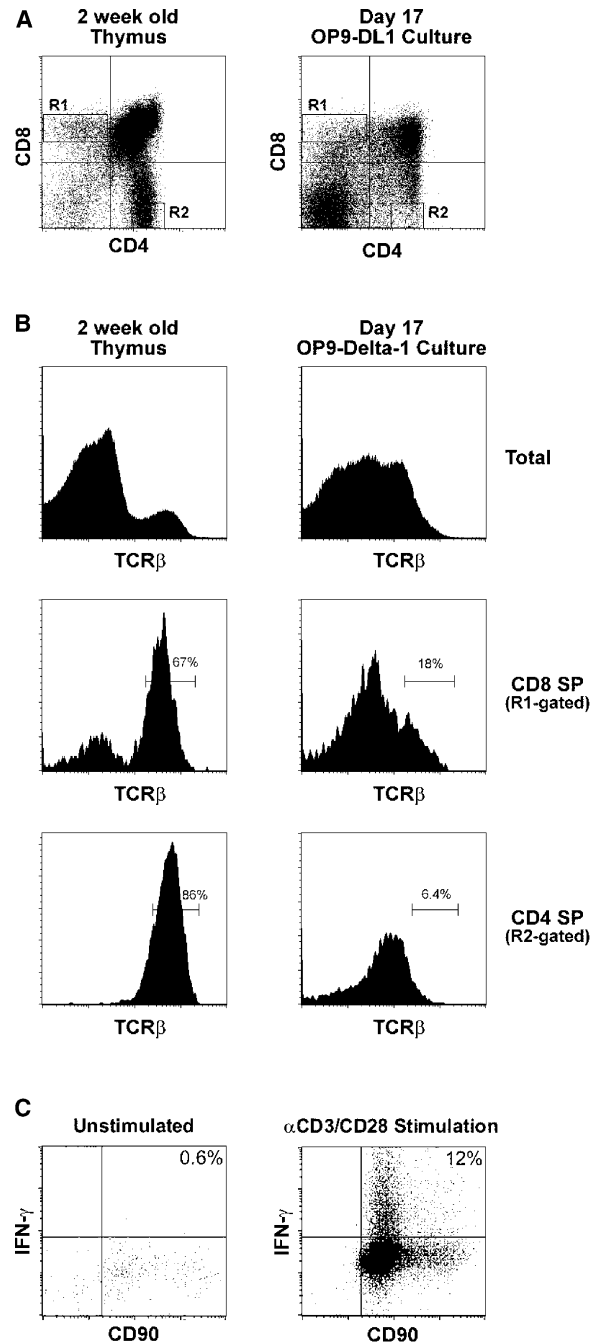 A
2 week old
Thymus
Day 17
OP9-DL1 Culture
CD8
R1
R2
CD4
CD8
R1
R2
CD4
B
2 week old
Thymus
Day 17
OP9-Delta-1 Culture
Total
TCRβ
TCRβ
67%
18%
CD8 SP
(R1-gated)
TCRβ
TCRβ
86%
6.4%
CD4 SP
(R2-gated)
TCRβ
TCRβ
C
Unstimulated
αCD3/CD28 Stimulation
0.6%
12%
IFN-γ
IFN-γ
CD90
CD90